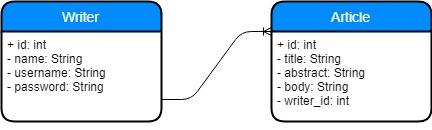 Writer
+ id: int
- name: String
- username: String
- password: String
Article
+ id: int
- title: String
- abstract: String
- body: String
- writer_id: int